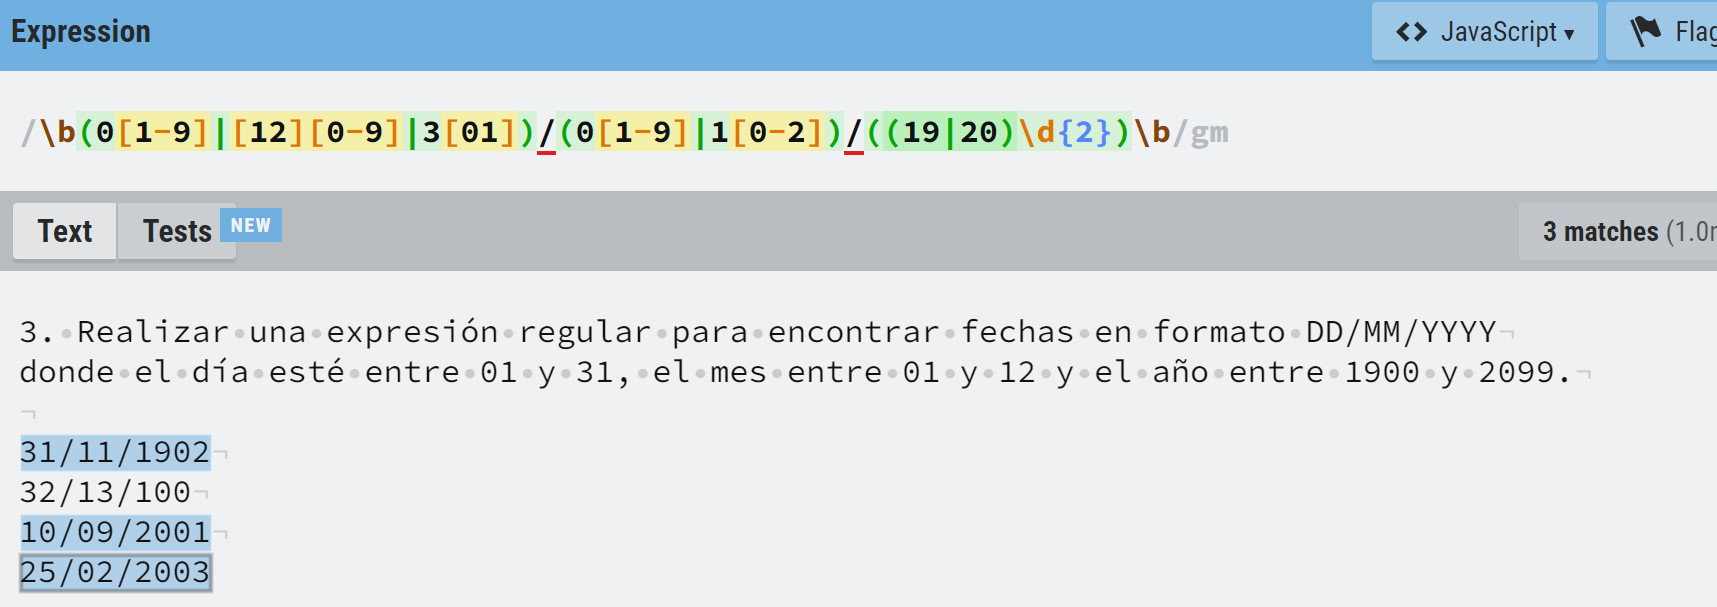 Expression
<> JavaScript ▾
/\b(0[1-9]|[12][0-9]|3[01])/(0[1-9]|1[0-2])/((19|20)\d{2})\b/gm
Text
Tests
NEW
3 matches
3. Realizar una expresión regular para encontrar fechas en formato DD/MM/YYYY
donde el día esté entre 01 y 31, el mes entre 01 y 12 y el año entre 1900 y 2099.
31/11/1902
32/13/100
10/09/2001
25/02/2003